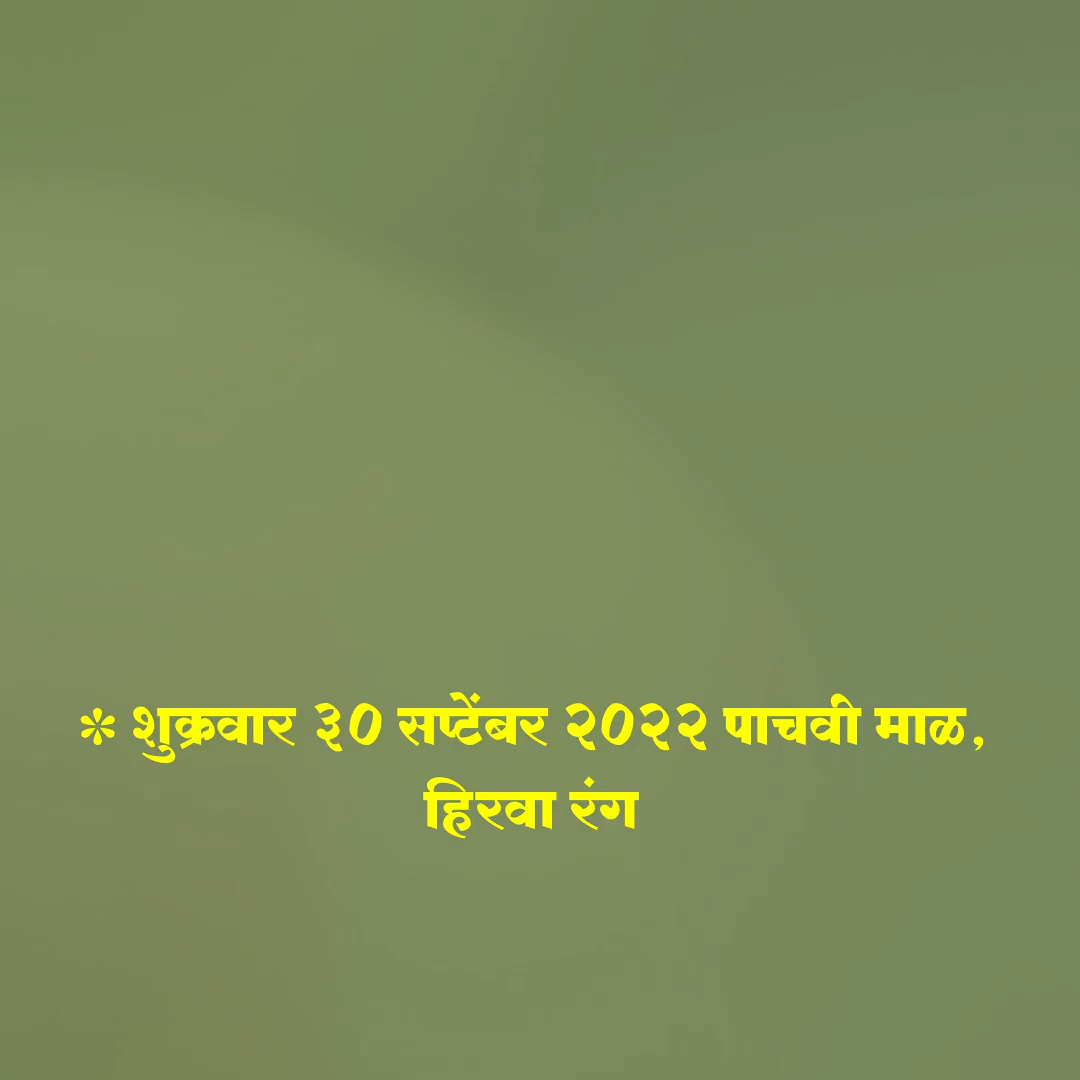 * शुक्रवार ३० सप्टेंबर २०२२ पाचवी माळ,
हिरवा रंग